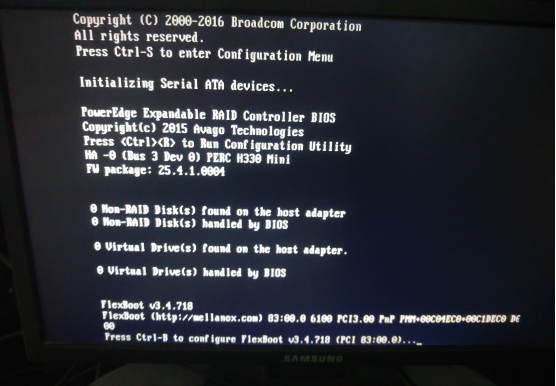 Copyright (C) 2000-2016 Broadcom Corporation
All rights reserved.
Press Ctrl-S to enter Configuration Menu
Initializing Serial ATA devices...
PowerEdge Expandable RAID Controller BIOS
Copyright(c) 2015 Avago Technologies
Press <Ctrl><R> to Run Configuration Utility
HA -0 (Bus 3 Dev 0) PERC H330 Mini
FW package: 25.4.1.0004
0 Non-RAID Disk(s) found on the host adapter
0 Non-RAID Disk(s) handled by BIOS
0 Virtual Drive(s) found on the host adapter.
0 Virtual Drive(s) handled by BIOS
FlexBoot v3.4.718
FlexBoot (http://mellanox.com) 83:00.0 6100 PCI3.00 PnP PMM+00C04EC0+00C1DEC0 DE
00
Press Ctrl-B to configure FlexBoot v3.4.718 (PCI 83:00.0)..._
SAMSUNG